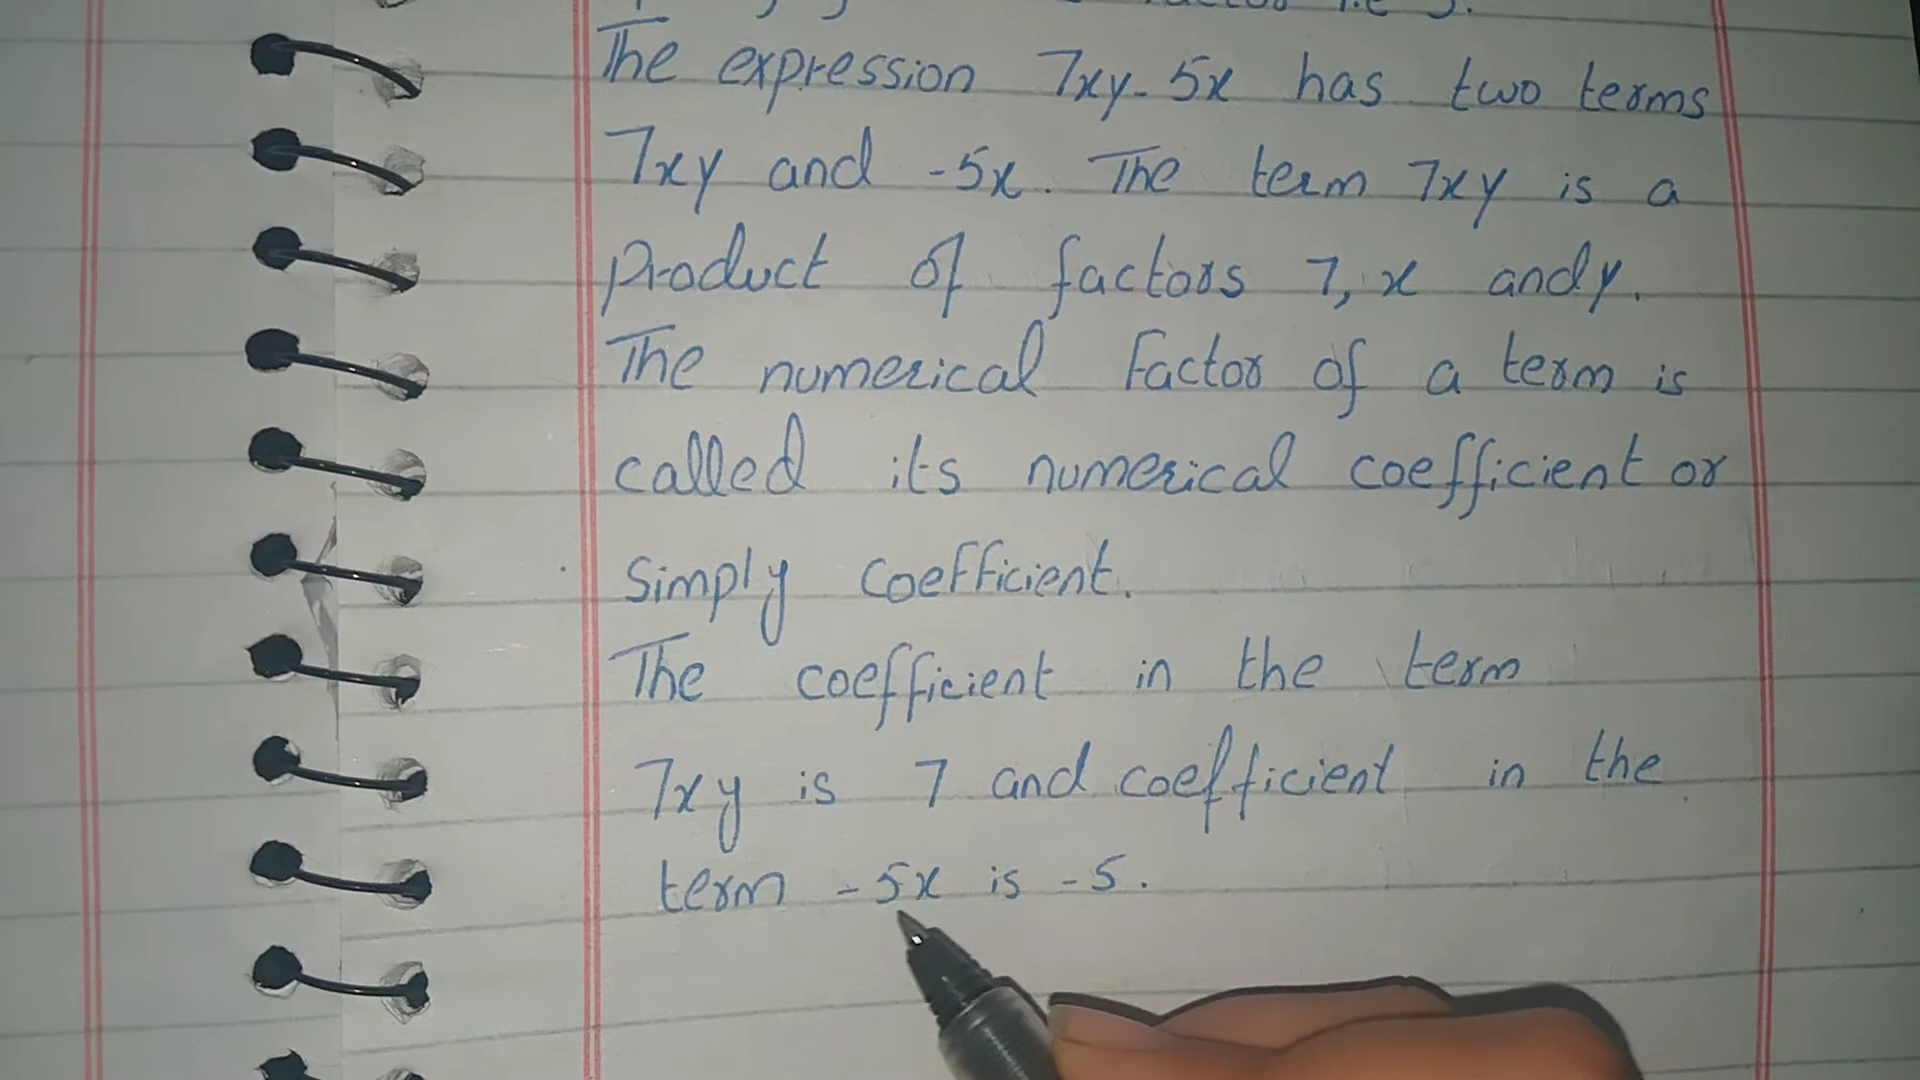 The expression 7xy - 5x has two terms
7xy and -5x. The term 7xy is a
product of factors 7, x and y.
The numerical Factor of a term is
called its numerical coefficient or
Simply Coefficient.
The coefficient in the term
7xy is 7 and coefficient in the
term -5x is -5.